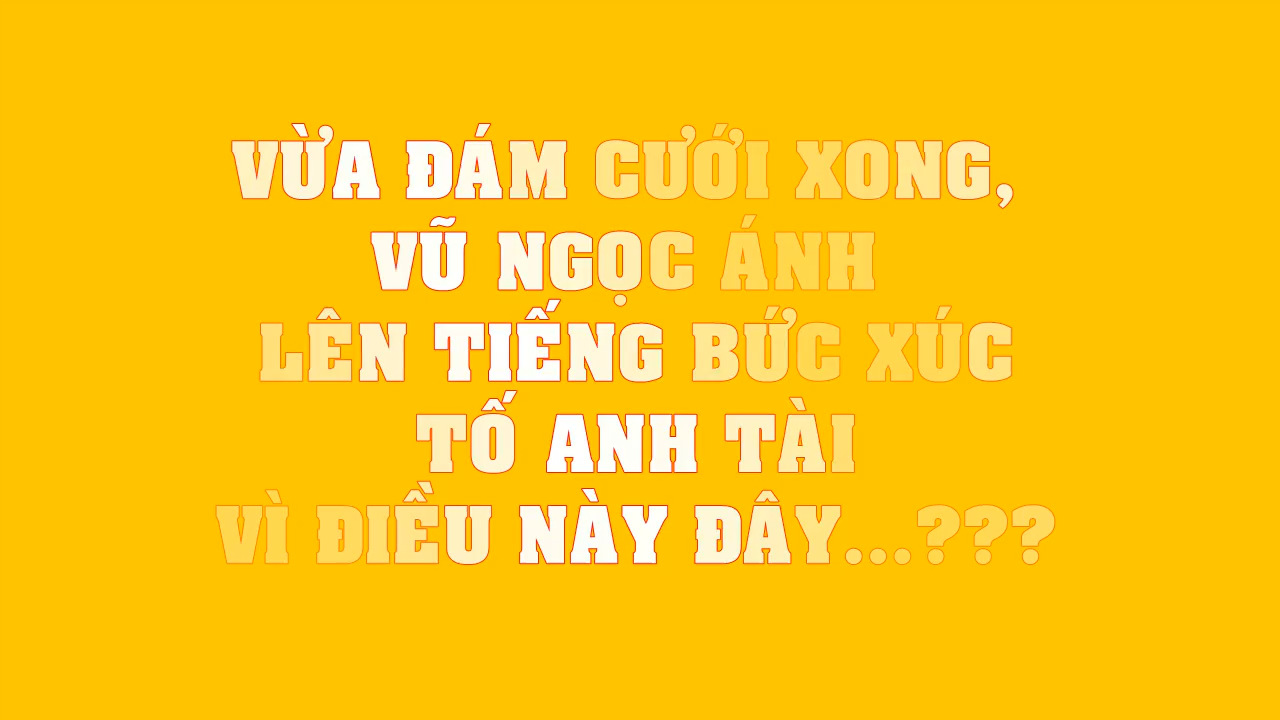 VỪA ĐÁM CƯỚI XONG,
VŨ NGỌC ÁNH
LÊN TIẾNG BỨC XÚC
TỐ ANH TÀI
VÌ ĐIỀU NÀY ĐÂY...???